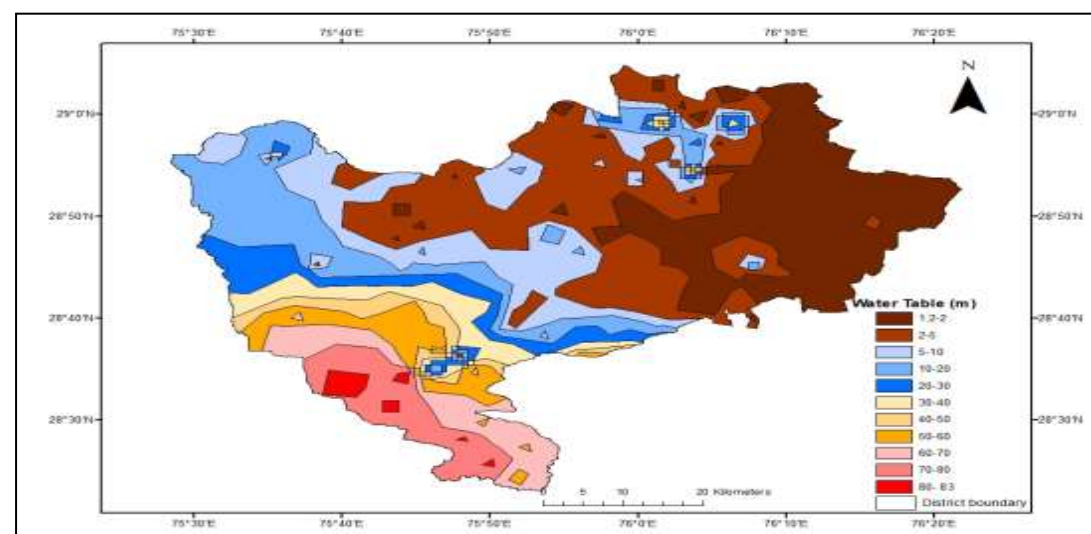 75°30'E 75°40'E 75°50'E 76°0'E 76°10'E 76°20'E
N
29°0'N 29°0'N
28°50'N 28°50'N
28°40'N 28°40'N
28°30'N 28°30'N
Water Table (m)
1.2-2
2-5
5-10
10-20
20-30
30-40
40-50
50-60
60-70
70-80
80- 83
District boundary
0 5 10 20 Kilometers
75°30'E 75°40'E 75°50'E 76°0'E 76°10'E 76°20'E